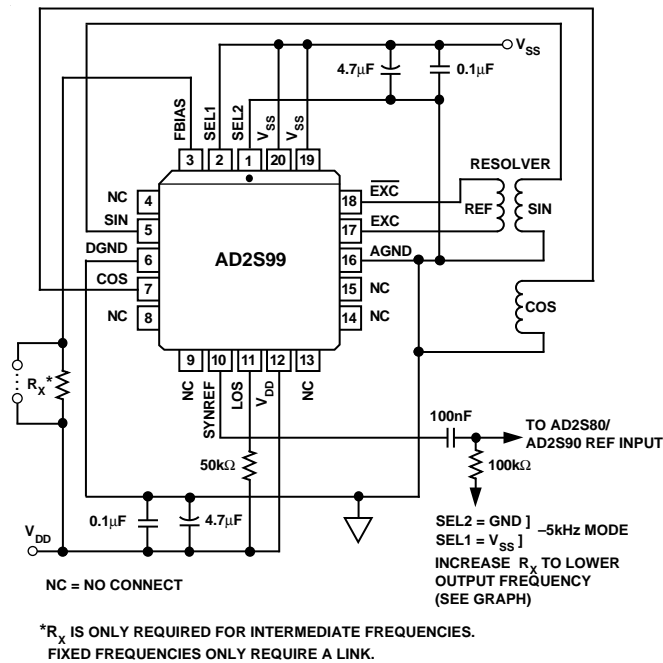 V_SS
4.7μF
0.1μF
FBIAS
SEL1
SEL2
V_SS
V_SS
3
2
1
20
19
RESOLVER
NC
4
SIN
5
DGND
6
COS
7
NC
8
AD2S99
18
EXC
17
EXC
16
AGND
15
NC
14
NC
REF
SIN
COS
9
10
11
12
13
NC
SYNREF
LOS
V_DD
NC
R_X*
50kΩ
100nF
TO AD2S80/
AD2S90 REF INPUT
100kΩ
0.1μF
4.7μF
V_DD
SEL2 = GND ]
SEL1 = V_SS ]
–5kHz MODE
INCREASE R_X TO LOWER
OUTPUT FREQUENCY
(SEE GRAPH)
NC = NO CONNECT
*R_X IS ONLY REQUIRED FOR INTERMEDIATE FREQUENCIES.
FIXED FREQUENCIES ONLY REQUIRE A LINK.